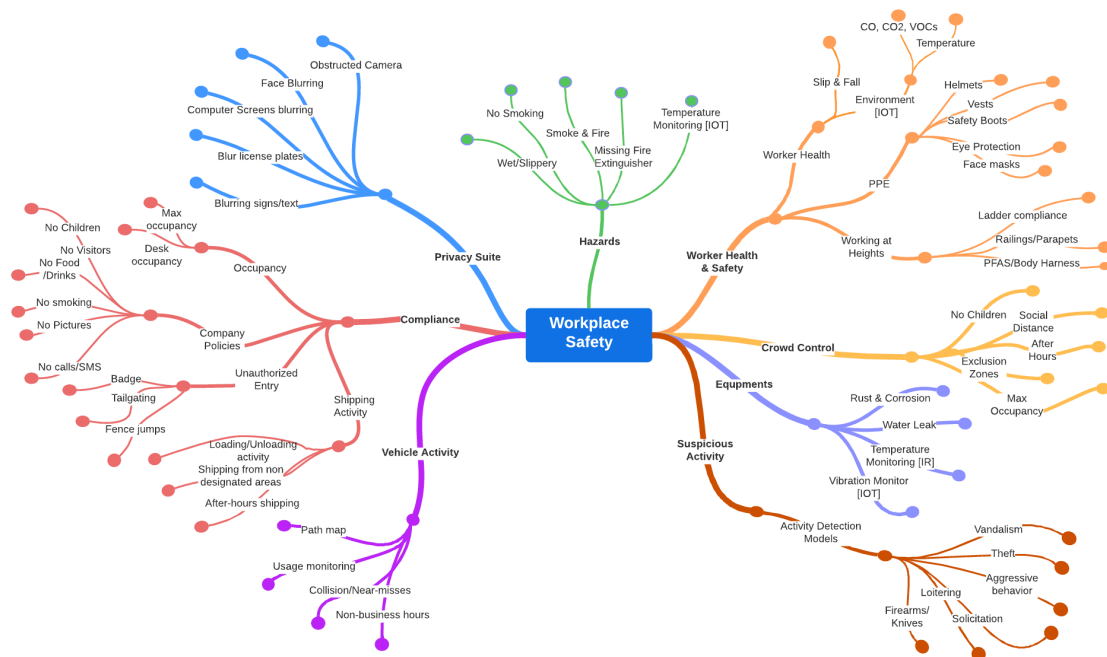 Workplace
Safety
Privacy Suite
Obstructed Camera
Face Blurring
Computer Screens blurring
Blur license plates
Blurring signs/text
Hazards
No Smoking
Wet/Slippery
Smoke & Fire
Missing Fire
Extinguisher
Temperature
Monitoring [IOT]
Worker Health
& Safety
Worker Health
Slip & Fall
Environment
[IOT]
CO, CO2, VOCs
Temperature
PPE
Helmets
Vests
Safety Boots
Eye Protection
Face masks
Working at
Heights
Ladder compliance
Railings/Parapets
PFAS/Body Harness
Crowd Control
No Children
Social
Distance
After
Hours
Exclusion
Zones
Max
Occupancy
Equpments
Rust & Corrosion
Water Leak
Temperature
Monitoring [IR]
Vibration Monitor
[IOT]
Suspicious
Activity
Activity Detection
Models
Vandalism
Theft
Aggressive
behavior
Loitering
Solicitation
Firearms/
Knives
Vehicle Activity
Path map
Usage monitoring
Collision/Near-misses
Non-business hours
Compliance
Occupancy
Max
occupancy
Desk
occupancy
Company
Policies
No Children
No Visitors
No Food
/Drinks
No smoking
No Pictures
No calls/SMS
Unauthorized
Entry
Badge
Tailgating
Fence jumps
Shipping
Activity
Loading/Unloading
activity
Shipping from non
designated areas
After-hours shipping